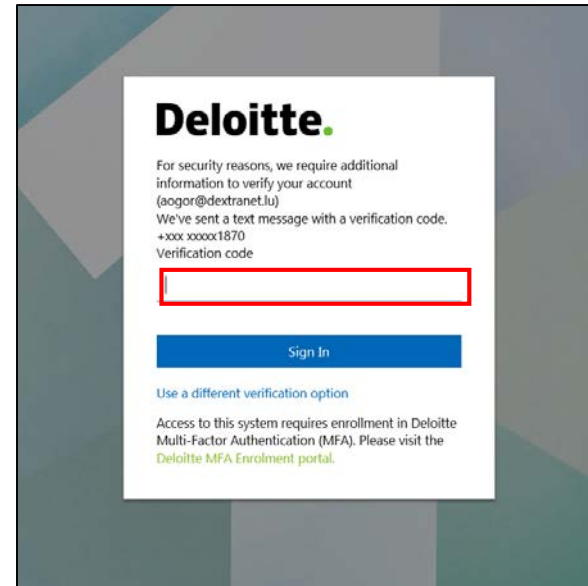 Deloitte.
For security reasons, we require additional
information to verify your account
(aogor@dextranet.lu)
We've sent a text message with a verification code.
+xxx xxxxx1870
Verification code
Sign In
Use a different verification option
Access to this system requires enrollment in Deloitte
Multi-Factor Authentication (MFA). Please visit the
Deloitte MFA Enrolment portal.